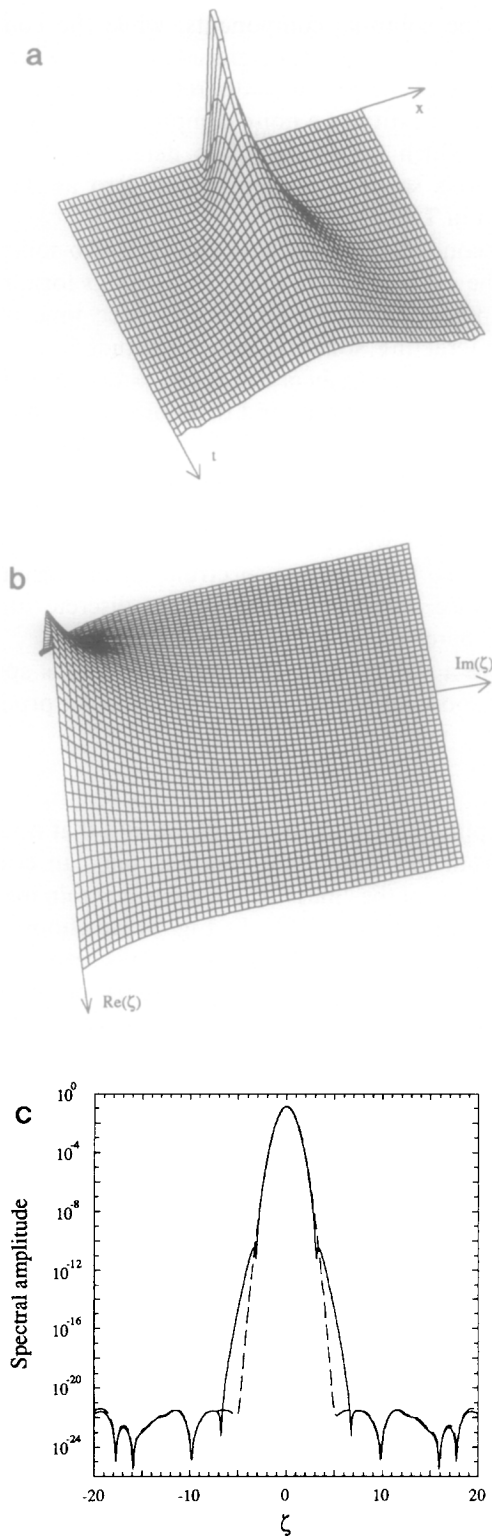 a
x
t
b
Im(ζ)
Re(ζ)
c
10^0
10^-4
10^-8
10^-12
10^-16
10^-20
10^-24
Spectral amplitude
-20 -10 0 10 20
ζ